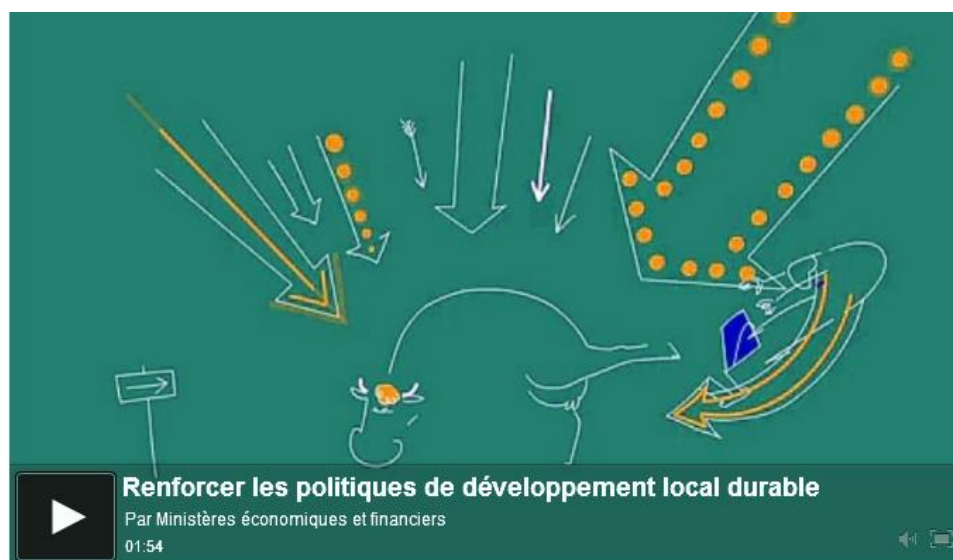 Renforcer les politiques de développement local durable
Par Ministères économiques et financiers
01:54